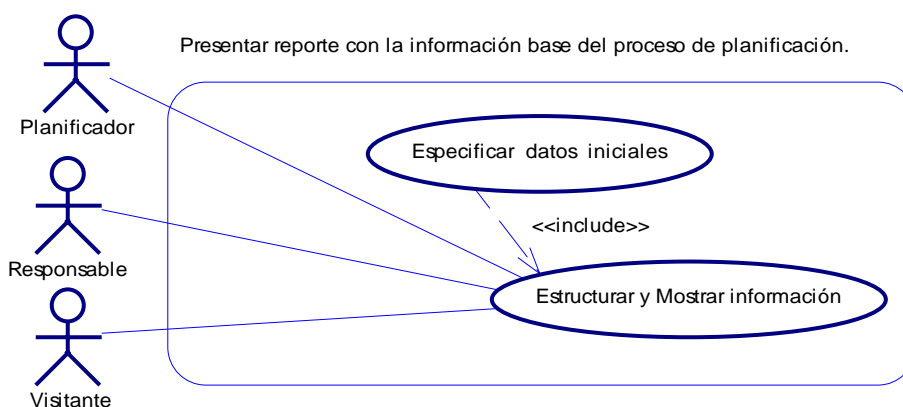 Presentar reporte con la información base del proceso de planificación.
Planificador
Especificar datos iniciales
<<include>>
Responsable
Estructurar y Mostrar información
Visitante